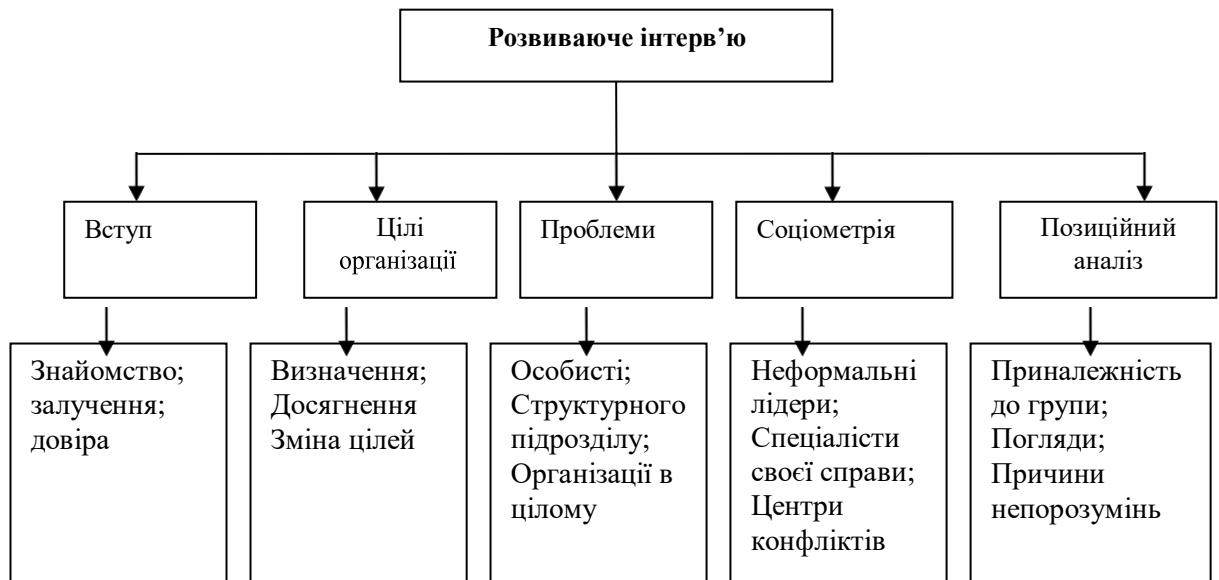 Розвиваюче інтерв’ю
Вступ
Цілі
організації
Проблеми
Соціометрія
Позиційний
аналіз
Знайомство;
залучення;
довіра
Визначення;
Досягнення
Зміна цілей
Особисті;
Структурного
підрозділу;
Організації в
цілому
Неформальні
лідери;
Спеціалісти
своєї справи;
Центри
конфліктів
Приналежність
до групи;
Погляди;
Причини
непорозумінь